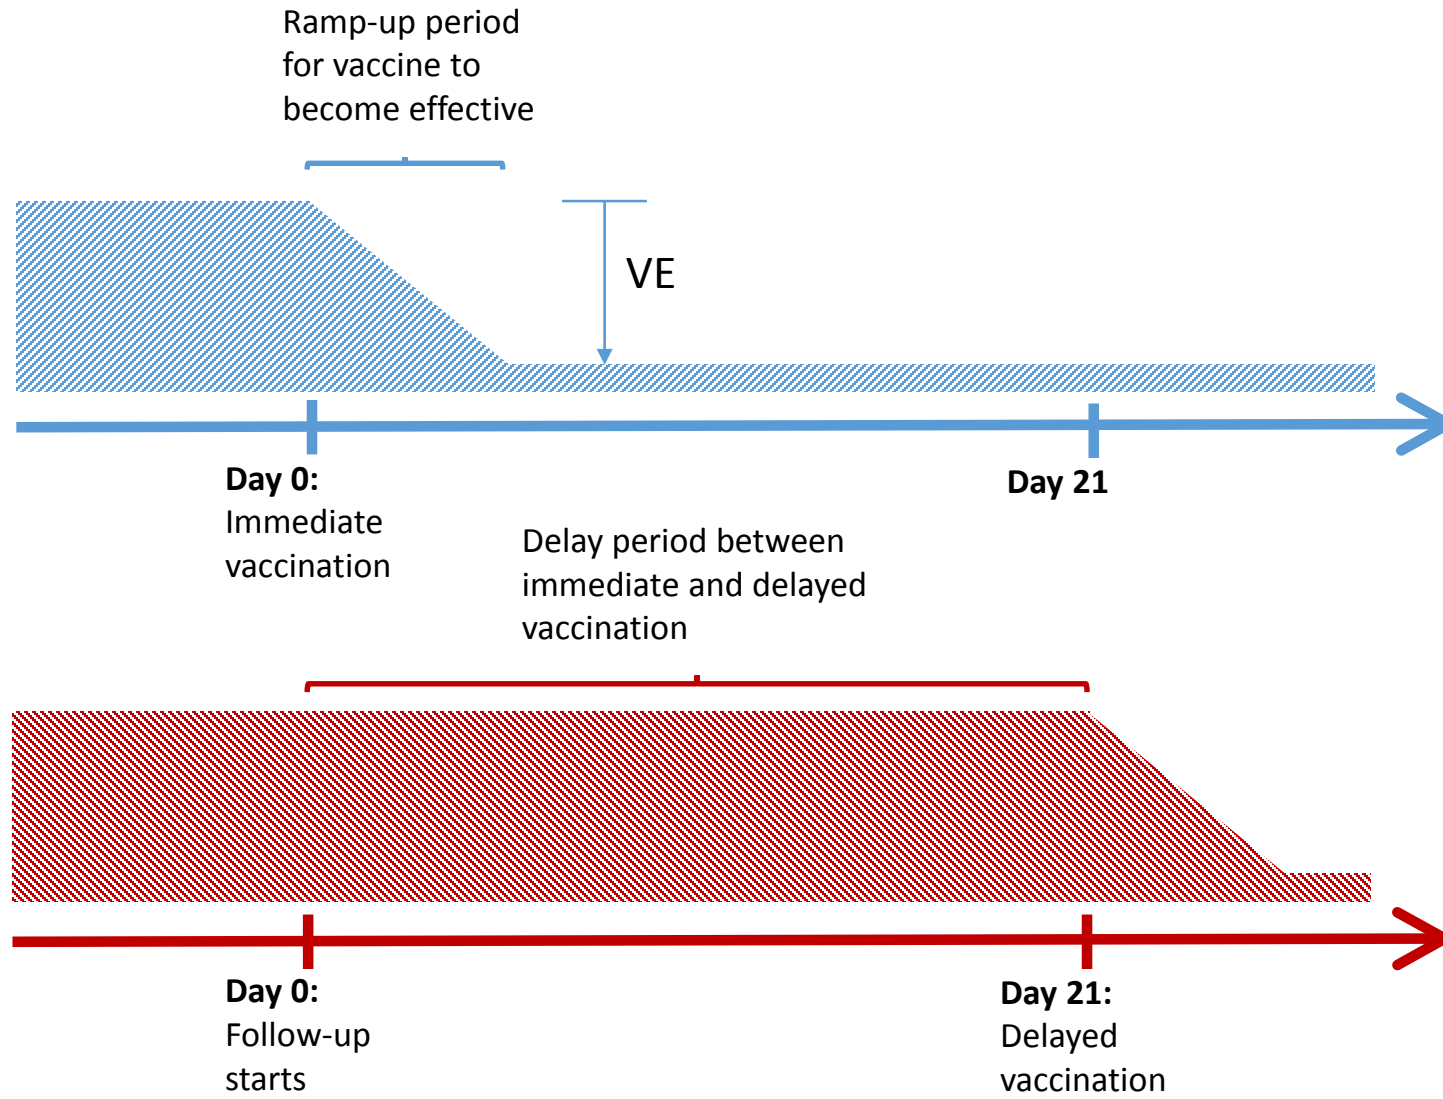 Ramp-up period
for vaccine to
become effective
VE
Day 0:
Immediate
vaccination
Day 21
Delay period between
immediate and delayed
vaccination
Day 0:
Follow-up
starts
Day 21:
Delayed
vaccination